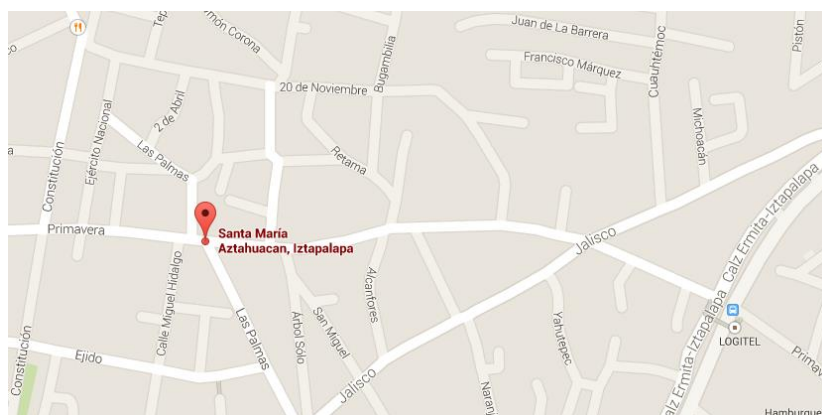 Juan de La Barrera
Cuauhtémoc
Pistón
Francisco Márquez
Bugambilia
20 de Noviembre
Michoacán
2 de Abril
Ejército Nacional
Constitución
Las Palmas
Retama
Calz Ermita-Iztapalapa
Primavera
Santa María
Aztahuacan, Iztapalapa
Jalisco
Calle Miguel Hidalgo
Alcanfores
Las Palmas
Árbol Sólo
San Miguel
Yahutepec
Calz Ermita-Iztapalapa
LOGITEL
Constitución
Ejido
Jalisco